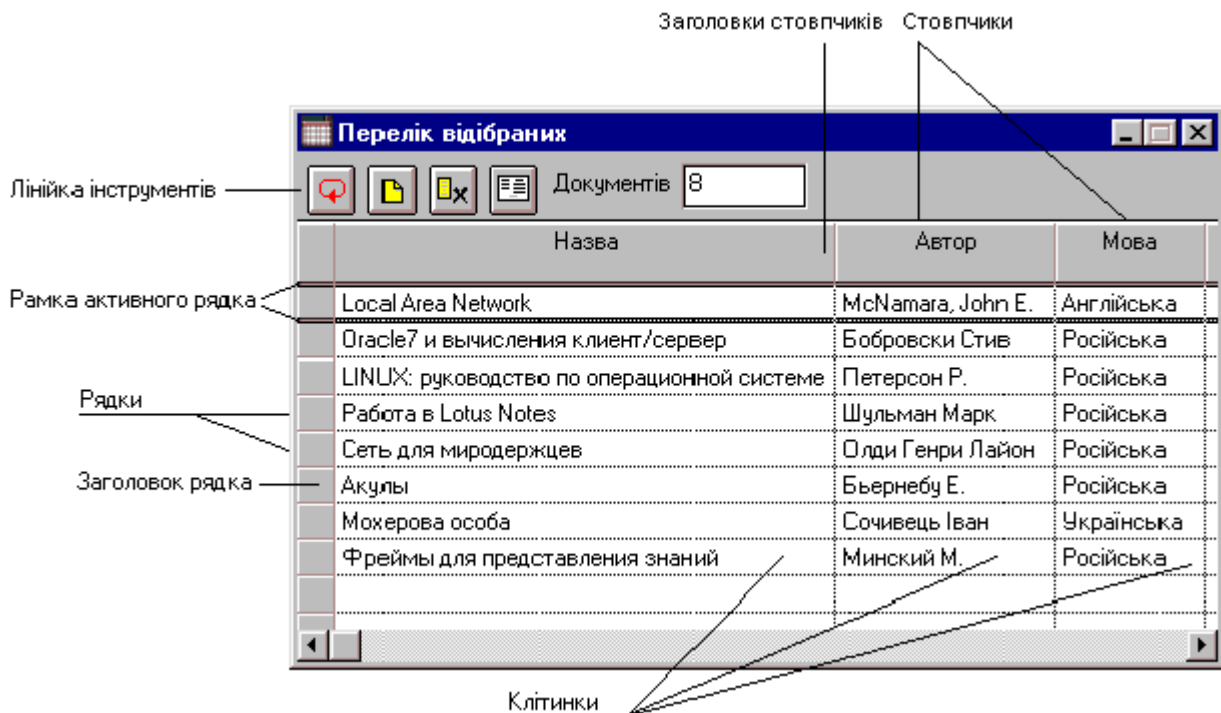 Заголовки стовпчиків Стовпчики
Перелік відібраних
Лінійка інструментів Документів 8
Назва Автор Мова
Рамка активного рядка Local Area Network McNamara, John E. Англійська
Oracle7 и вычисления клиент/сервер Бобровски Стив Російська
LINUX: руководство по операционной системе Петерсон Р. Російська
Рядки Работа в Lotus Notes Шульман Марк Російська
Сеть для миродержцев Олди Генри Лайон Російська
Заголовок рядка Акулы Бьернебу Е. Російська
Мохерова особа Сочивець Іван Українська
Фреймы для представления знаний Минский М. Російська
Клітинки